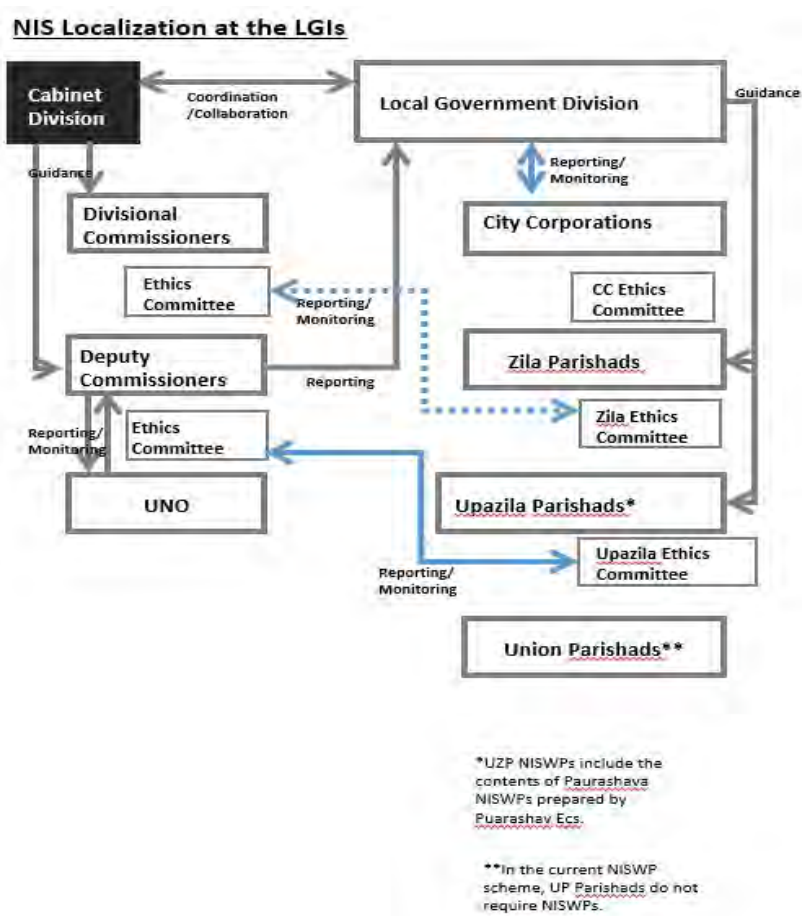 NIS Localization at the LGIs
Cabinet
Division
Coordination
/Collaboration
Local Government Division
Guidance
Guidance
Reporting/
Monitoring
Divisional
Commissioners
City Corporations
Ethics
Committee
Reporting/
Monitoring
CC Ethics
Committee
Deputy
Commissioners
Reporting
Zila Parishads
Reporting/
Monitoring
Ethics
Committee
Zila Ethics
Committee
UNO
Upazila Parishads*
Reporting/
Monitoring
Upazila Ethics
Committee
Union Parishads**
*UZP NISWPs include the
contents of Paurashava
NISWPs prepared by
Puarashav Ecs.
**In the current NISWP
scheme, UP Parishads do not
require NISWPs.